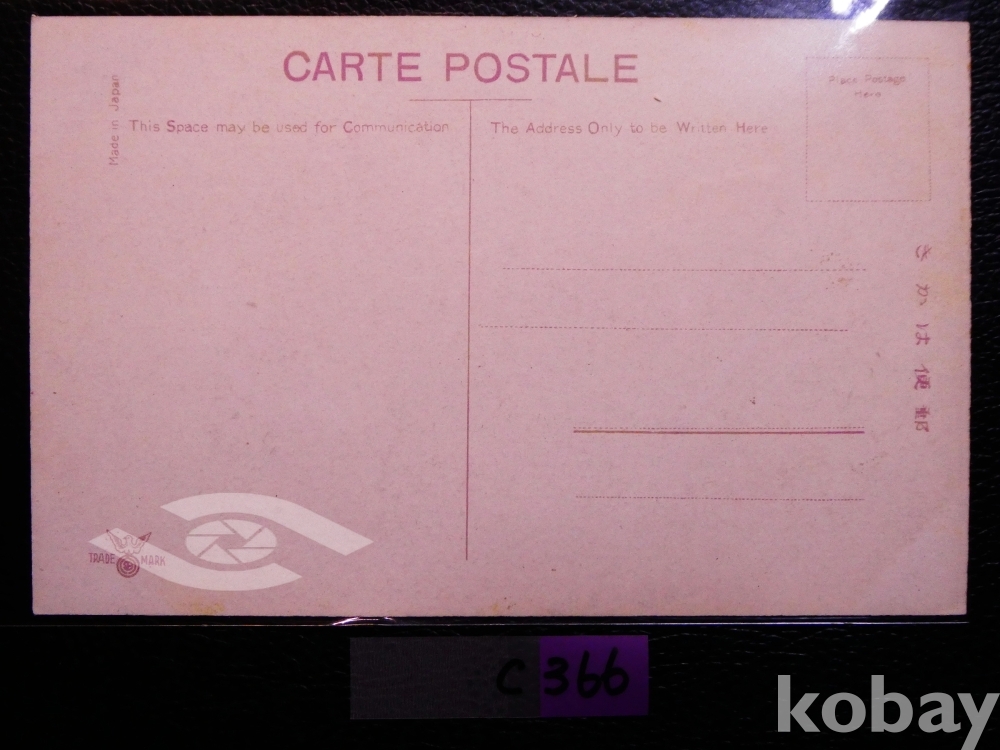 CARTE POSTALE
Made in Japan
This Space may be used for Communication
The Address Only to be Written Here
Place Postage
Here
きかは便郵
TRADE MARK
C 366
kobay